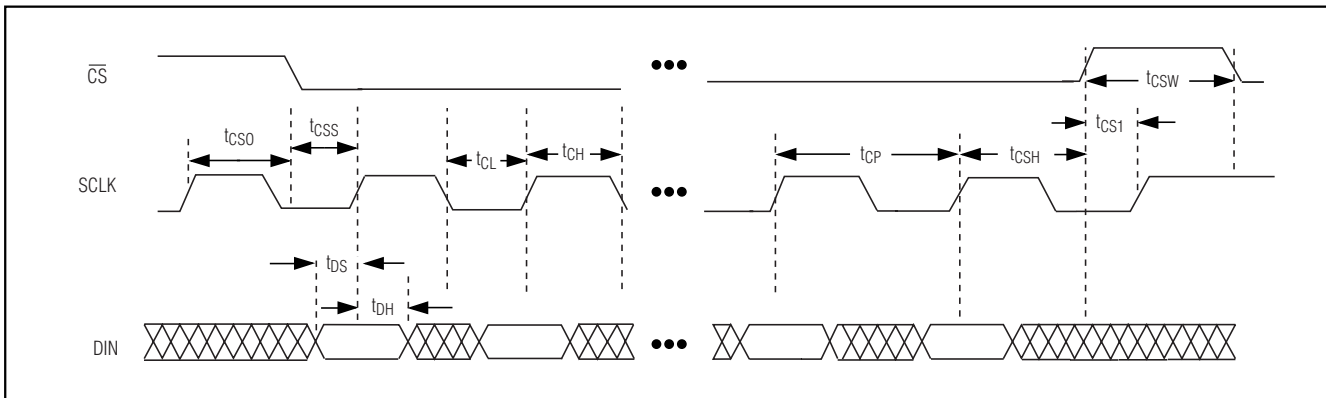 CS
tCSW
tCSO tCSS tCS1
tCL tCH tCP tCSH
SCLK
tDS
tDH
DIN